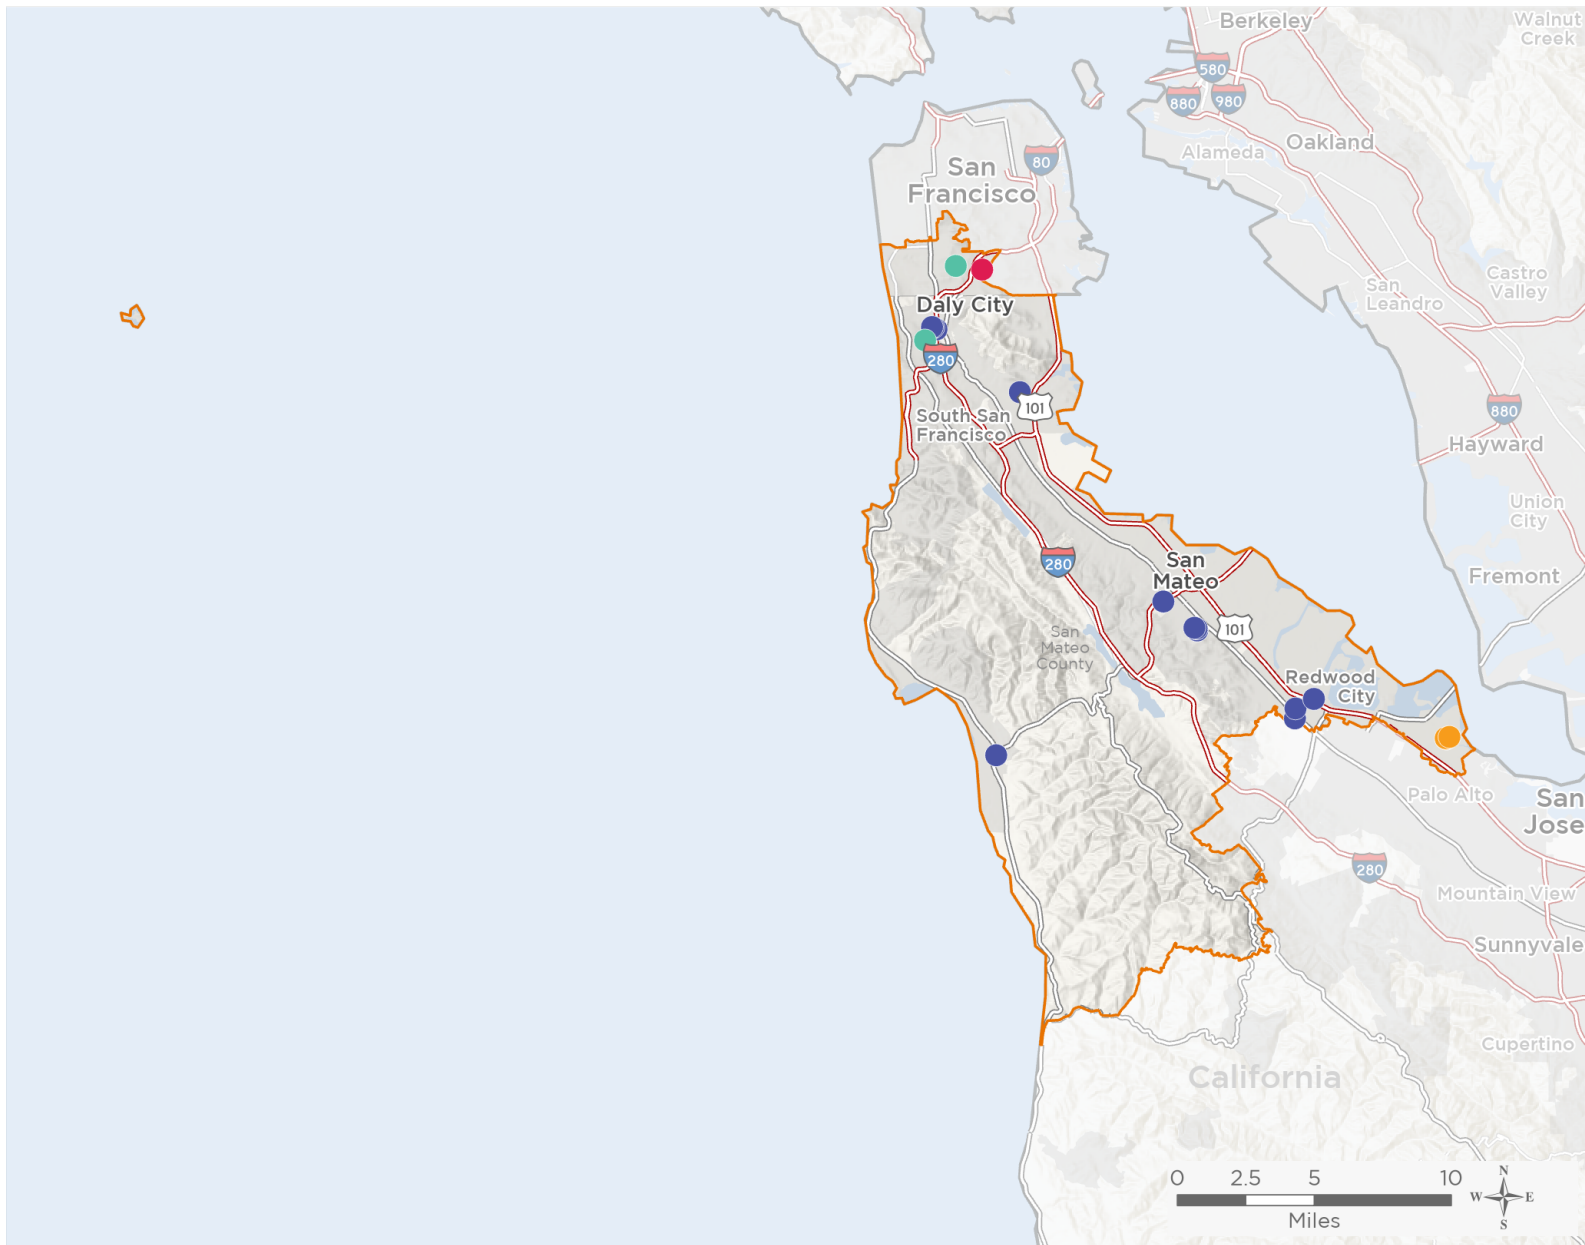 Berkeley
Walnut
Creek
580
880
980
Oakland
Alameda
80
San
Francisco
Castro
Valley
San
Leandro
Daly City
280
880
101
South San
Francisco
Hayward
Union
City
280
San
Mateo
Fremont
101
San
Mateo
County
Redwood
City
Palo Alto
San
Jose
280
Mountain View
Sunnyvale
Cupertino
California
0 2.5 5 10
Miles
N
W E
S